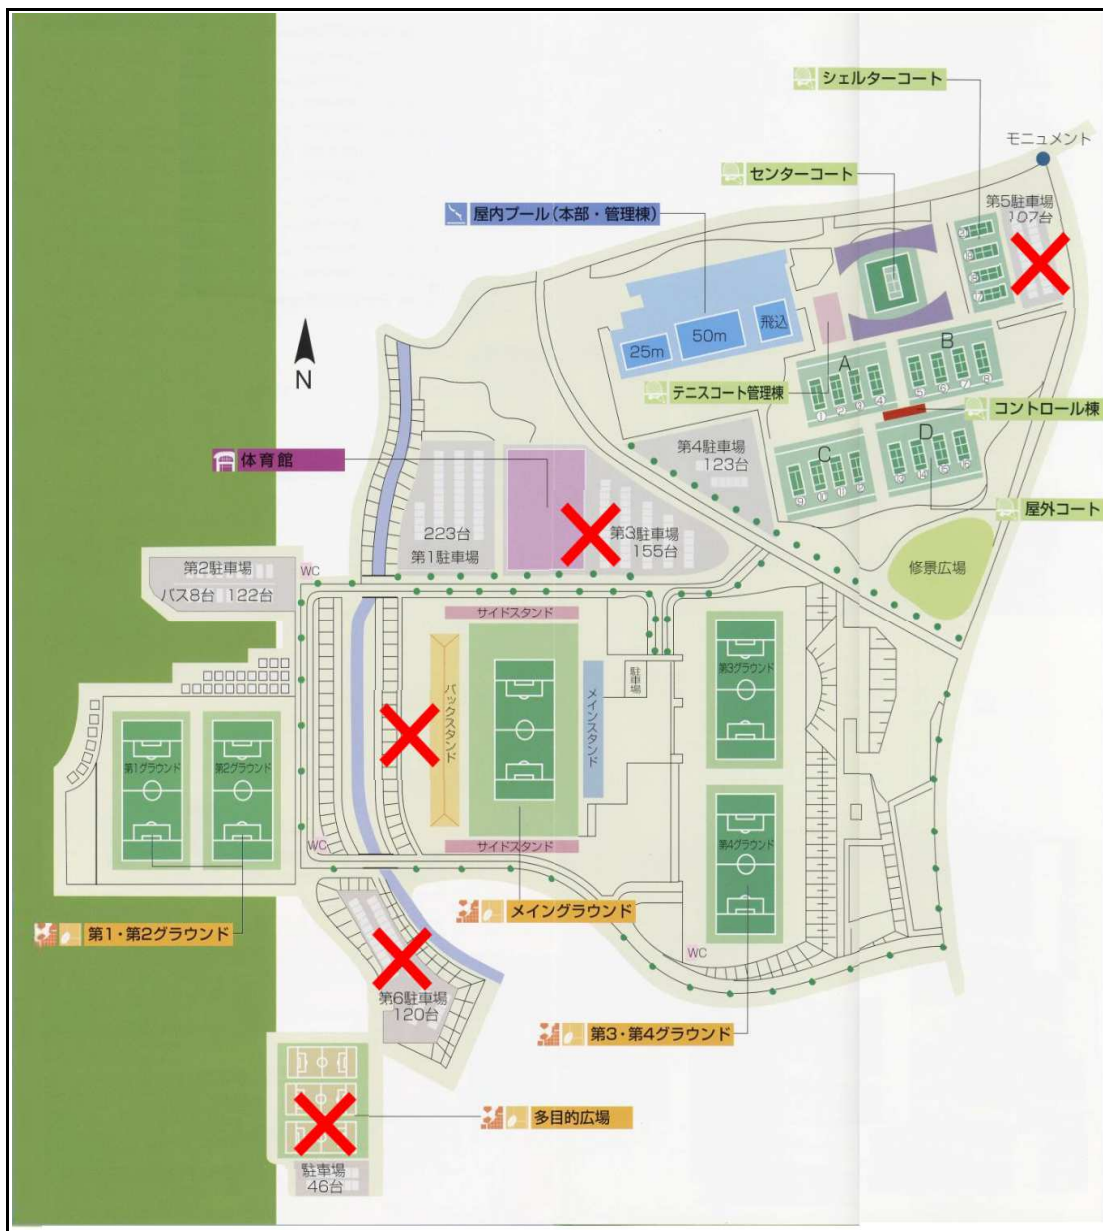 シェルターコート
モニュメント
センターコート
第5駐車場
107台
屋内プール(本部・管理棟)
飛込
50m
25m
N
A
B
テニスコート管理棟
コントロール棟
C
D
第4駐車場
123台
体育館
屋外コート
223台
第1駐車場
第3駐車場
155台
修景広場
第2駐車場
バス8台 122台
WC
サイドスタンド
バックスタンド
メインスタンド
駐車場
第3グラウンド
第1グラウンド
第2グラウンド
第4グラウンド
WC
サイドスタンド
メイングラウンド
第1・第2グラウンド
WC
第6駐車場
120台
第3・第4グラウンド
多目的広場
駐車場
46台